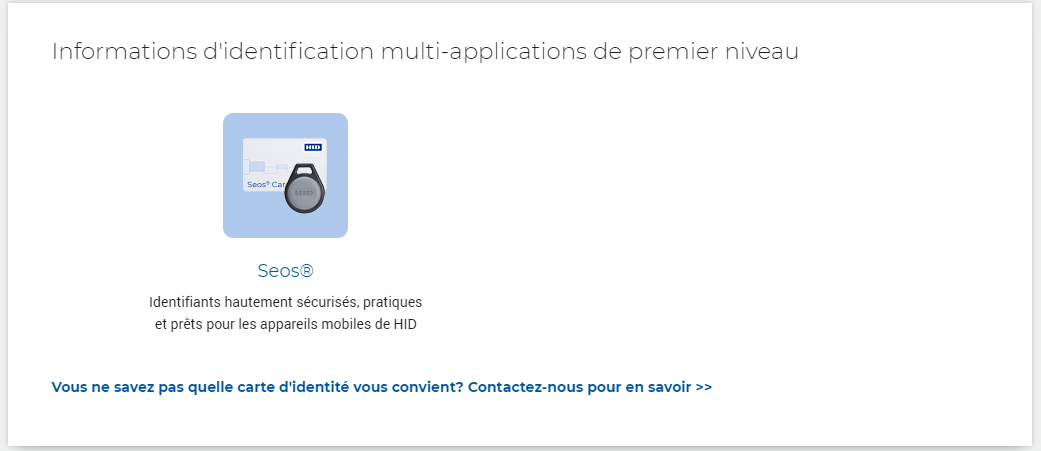 Informations d'identification multi-applications de premier niveau
HID
Seos® Car
HID
Seos®
Identifiants hautement sécurisés, pratiques
et prêts pour les appareils mobiles de HID
Vous ne savez pas quelle carte d'identité vous convient? Contactez-nous pour en savoir >>